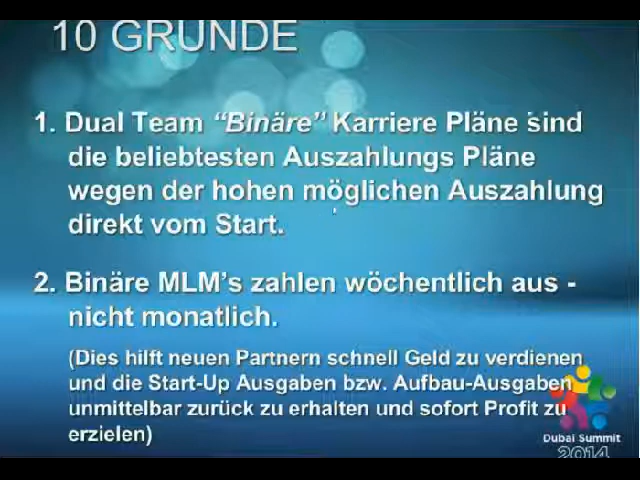 10 GRÜNDE
1. Dual Team “Binäre” Karriere Pläne sind
die beliebtesten Auszahlungs Pläne
wegen der hohen möglichen Auszahlung
direkt vom Start.
2. Binäre MLM’s zahlen wöchentlich aus -
nicht monatlich.
(Dies hilft neuen Partnern schnell Geld zu verdienen
und die Start-Up Ausgaben bzw. Aufbau-Ausgaben
unmittelbar zurück zu erhalten und sofort Profit zu
erzielen)
Dubai Summit
2014